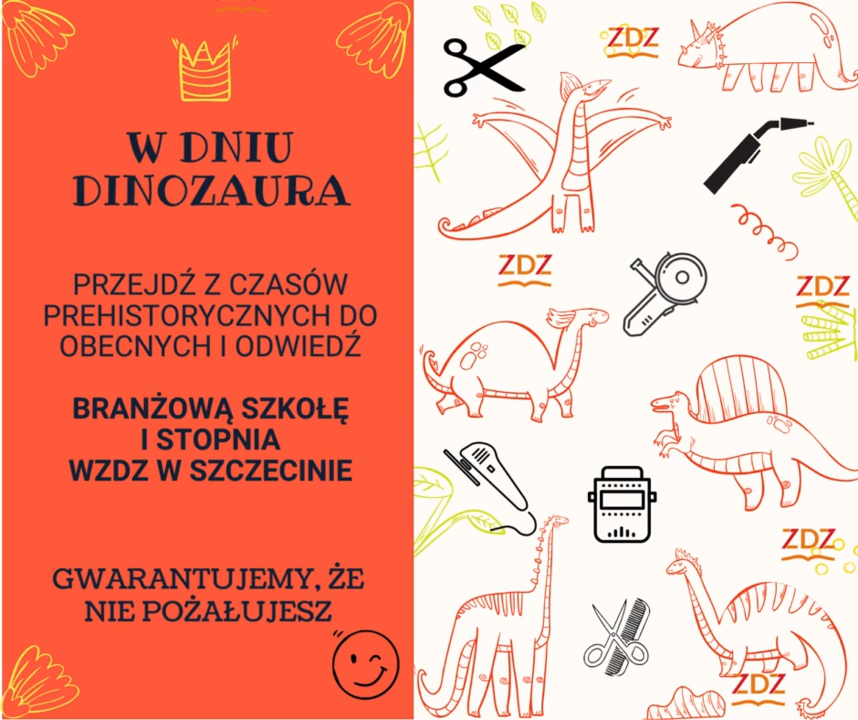 W DNIU
DINOZAURA
PRZEJDŹ Z CZASÓW
PREHISTORYCZNYCH DO
OBECNYCH I ODWIEDŹ
BRANŻOWĄ SZKOŁĘ
I STOPNIA
WZDZ W SZCZECINIE
GWARANTUJEMY, ŻE
NIE POŻAŁUJESZ
ZDZ
ZDZ
ZDZ
ZDZ
ZDZ